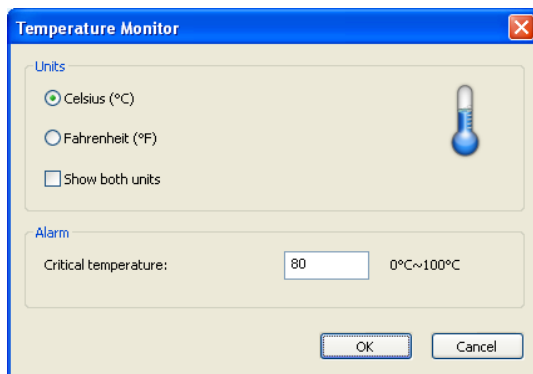 Temperature Monitor
Units
Celsius (°C)
Fahrenheit (°F)
Show both units
Alarm
Critical temperature: 80 0°C~100°C
OK Cancel